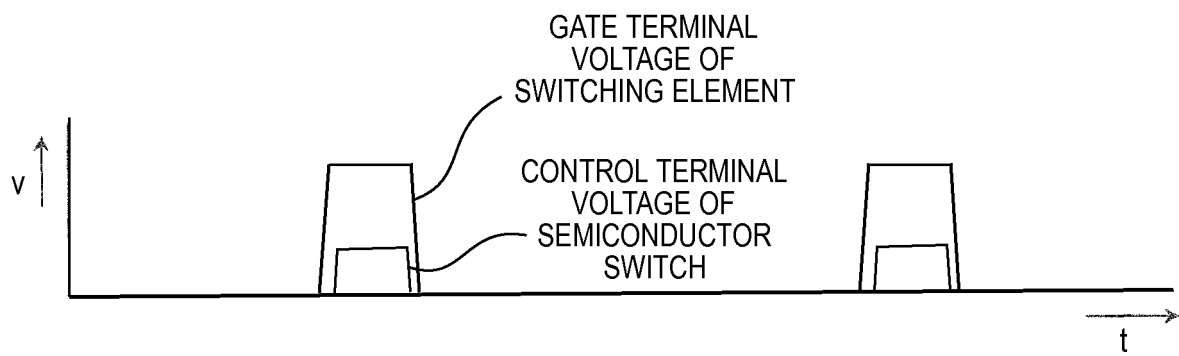 GATE TERMINAL
VOLTAGE OF
SWITCHING ELEMENT
CONTROL TERMINAL
VOLTAGE OF
SEMICONDUCTOR
SWITCH
v
t